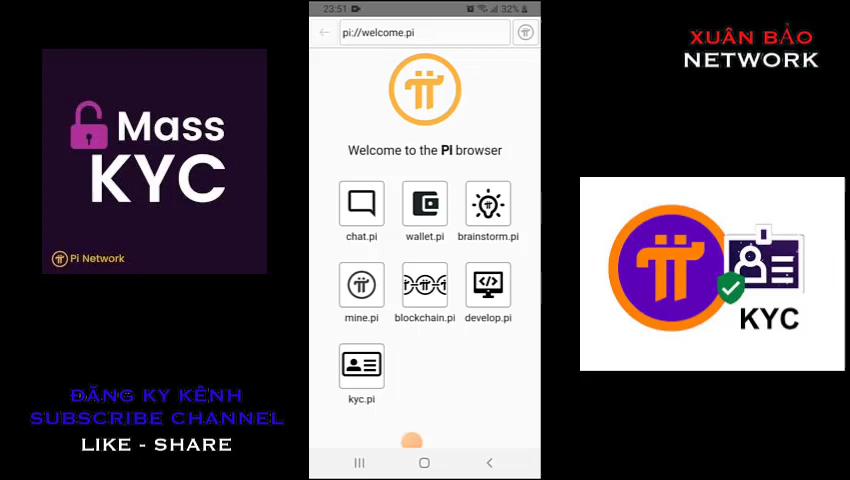 Mass
KYC
Pi Network
ĐĂNG KY KÊNH
SUBSCRIBE CHANNEL
LIKE - SHARE
23:51
32%
pi://welcome.pi
Welcome to the Pi browser
chat.pi
wallet.pi
brainstorm.pi
mine.pi
blockchain.pi
develop.pi
kyc.pi
XUÂN BẢO
NETWORK
KYC